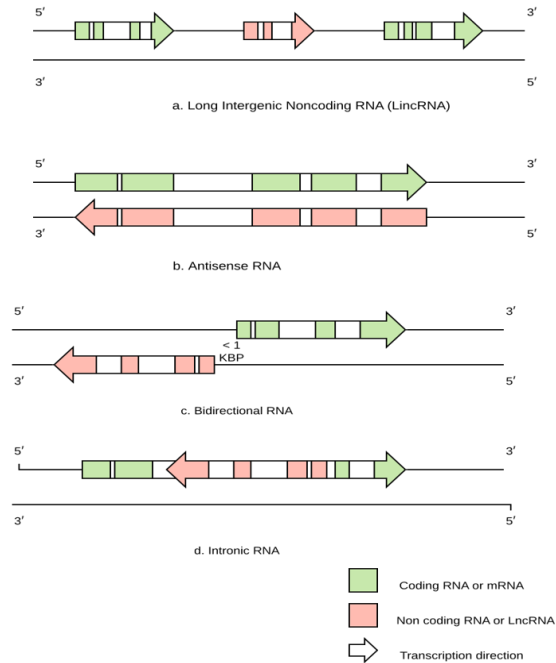 5′ 3′
3′ 5′
a. Long Intergenic Noncoding RNA (LincRNA)
5′ 3′
3′ 5′
b. Antisense RNA
5′ 3′
< 1
KBP
3′ 5′
c. Bidirectional RNA
5′ 3′
3′ 5′
d. Intronic RNA
Coding RNA or mRNA
Non coding RNA or LncRNA
Transcription direction